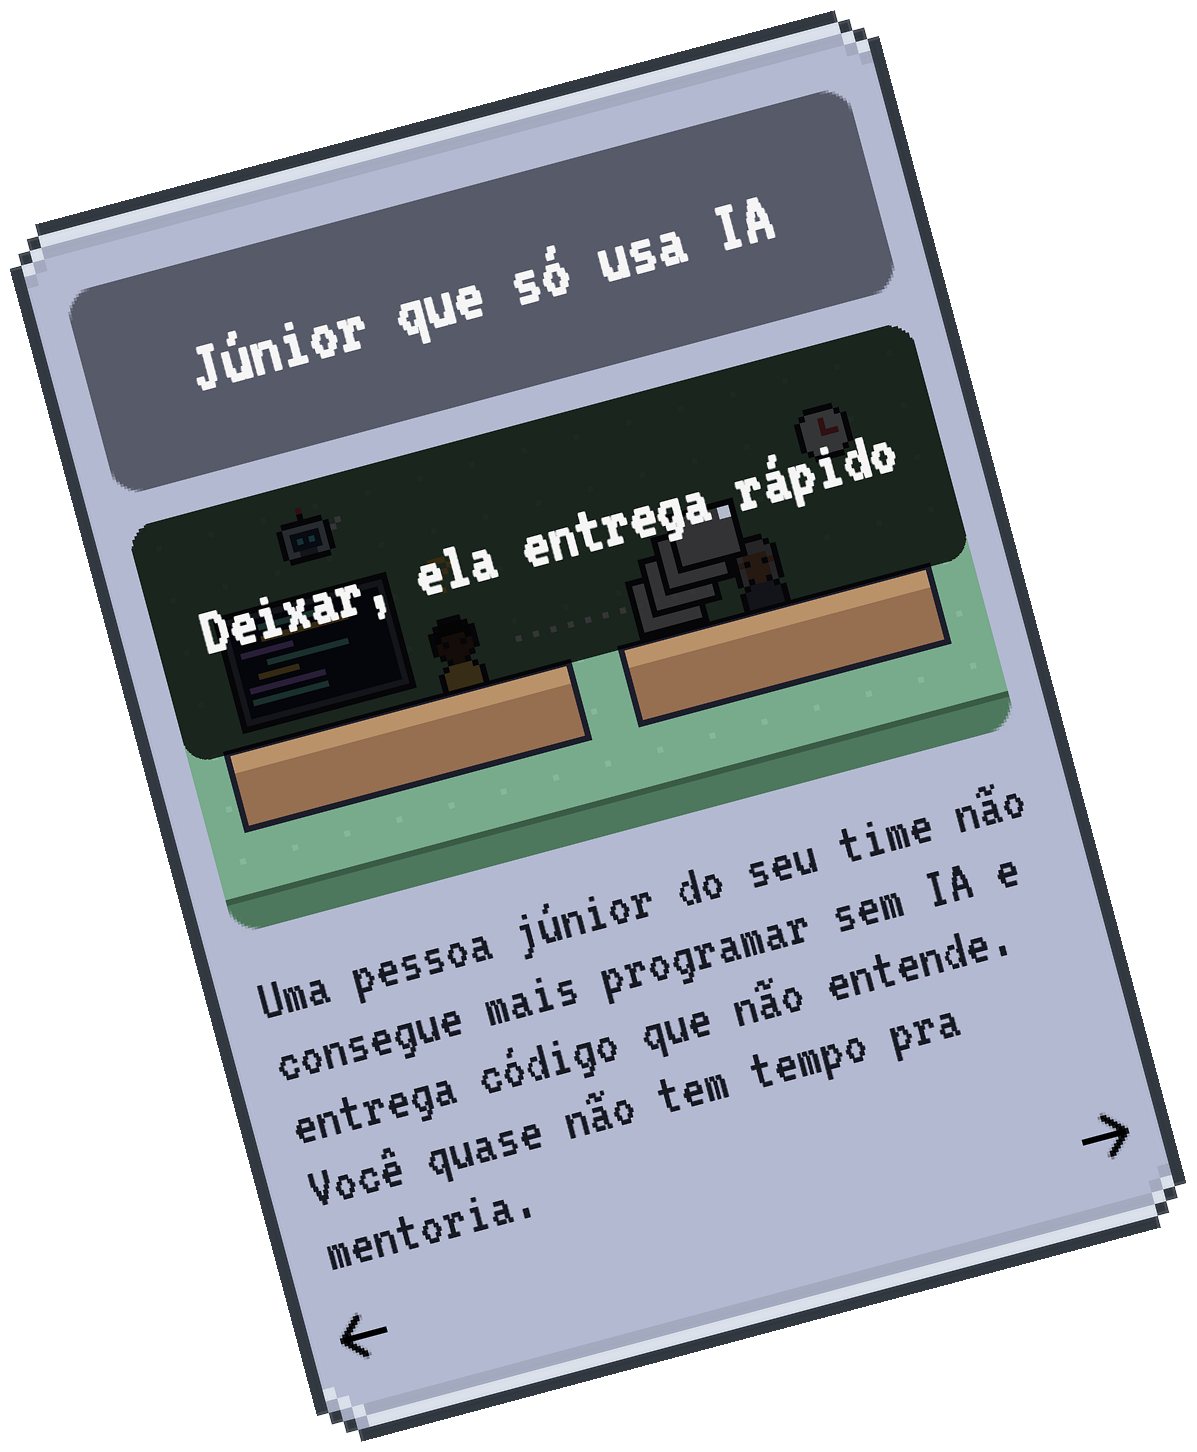 Júnior que só usa IA
Deixar, ela entrega rápido
Uma pessoa júnior do seu time não
consegue mais programar sem IA e
entrega código que não entende.
Você quase não tem tempo pra
mentoria.